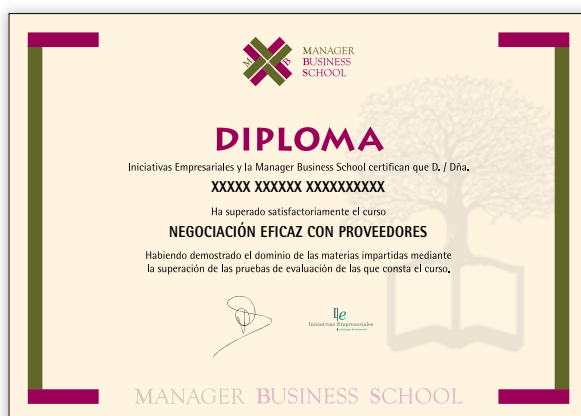 M B
MANAGER
BUSINESS
SCHOOL
DIPLOMA
Iniciativas Empresariales y la Manager Business School certifican que D. / Dña.
XXXXX XXXXXX XXXXXXXXXX
Ha superado satisfactoriamente el curso
NEGOCIACIÓN EFICAZ CON PROVEEDORES
Habiendo demostrado el dominio de las materias impartidas mediante
la superación de las pruebas de evaluación de las que consta el curso.
Ie
Iniciativas Empresariales
MANAGER BUSINESS SCHOOL